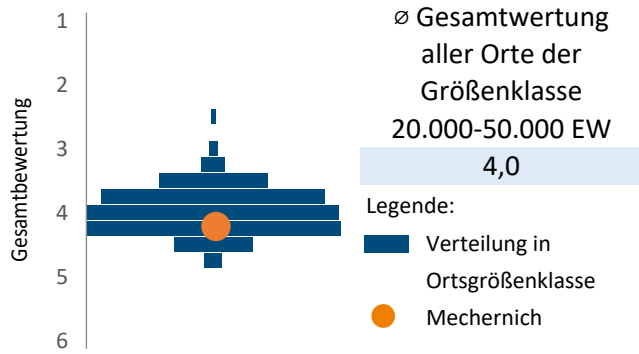 Gesamtbewertung
1
2
3
4
5
6
⌀ Gesamtwertung
aller Orte der
Größenklasse
20.000-50.000 EW
4,0
Legende:
Verteilung in
Ortsgrößenklasse
Mechernich